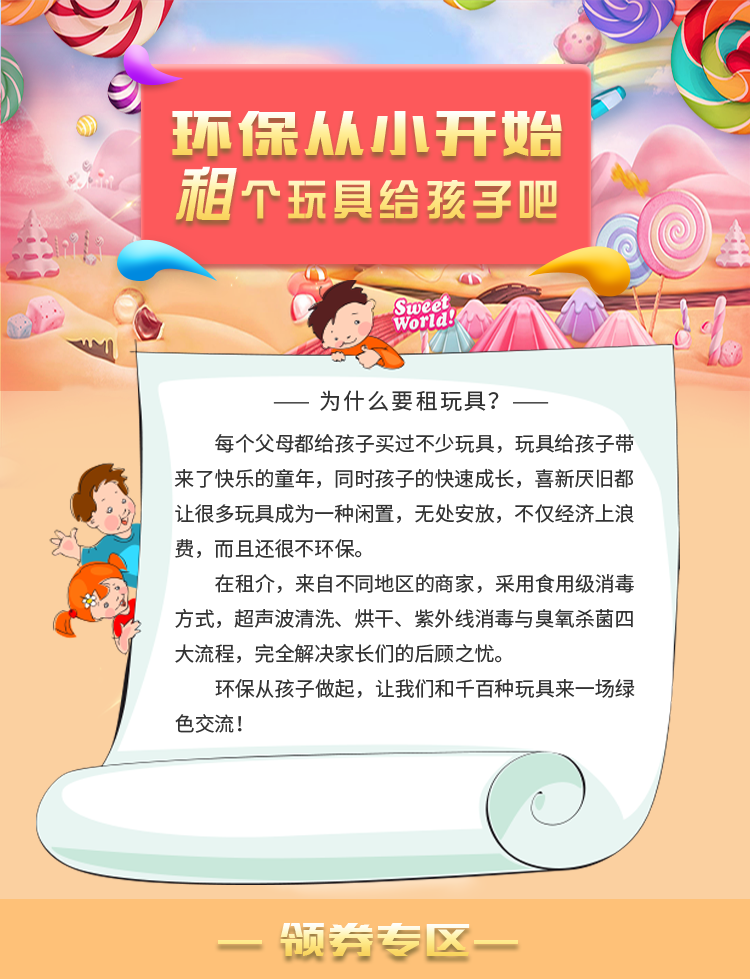 环保从小开始
租个玩具给孩子吧
Sweet
World!
—— 为什么要租玩具？——
每个父母都给孩子买过不少玩具，玩具给孩子带
来了快乐的童年，同时孩子的快速成长，喜新厌旧都
让很多玩具成为一种闲置，无处安放，不仅经济上浪
费，而且还很不环保。
在租介，来自不同地区的商家，采用食用级消毒
方式，超声波清洗、烘干、紫外线消毒与臭氧杀菌四
大流程，完全解决家长们的后顾之忧。
环保从孩子做起，让我们和千百种玩具来一场绿
色交流！
— 领券专区—